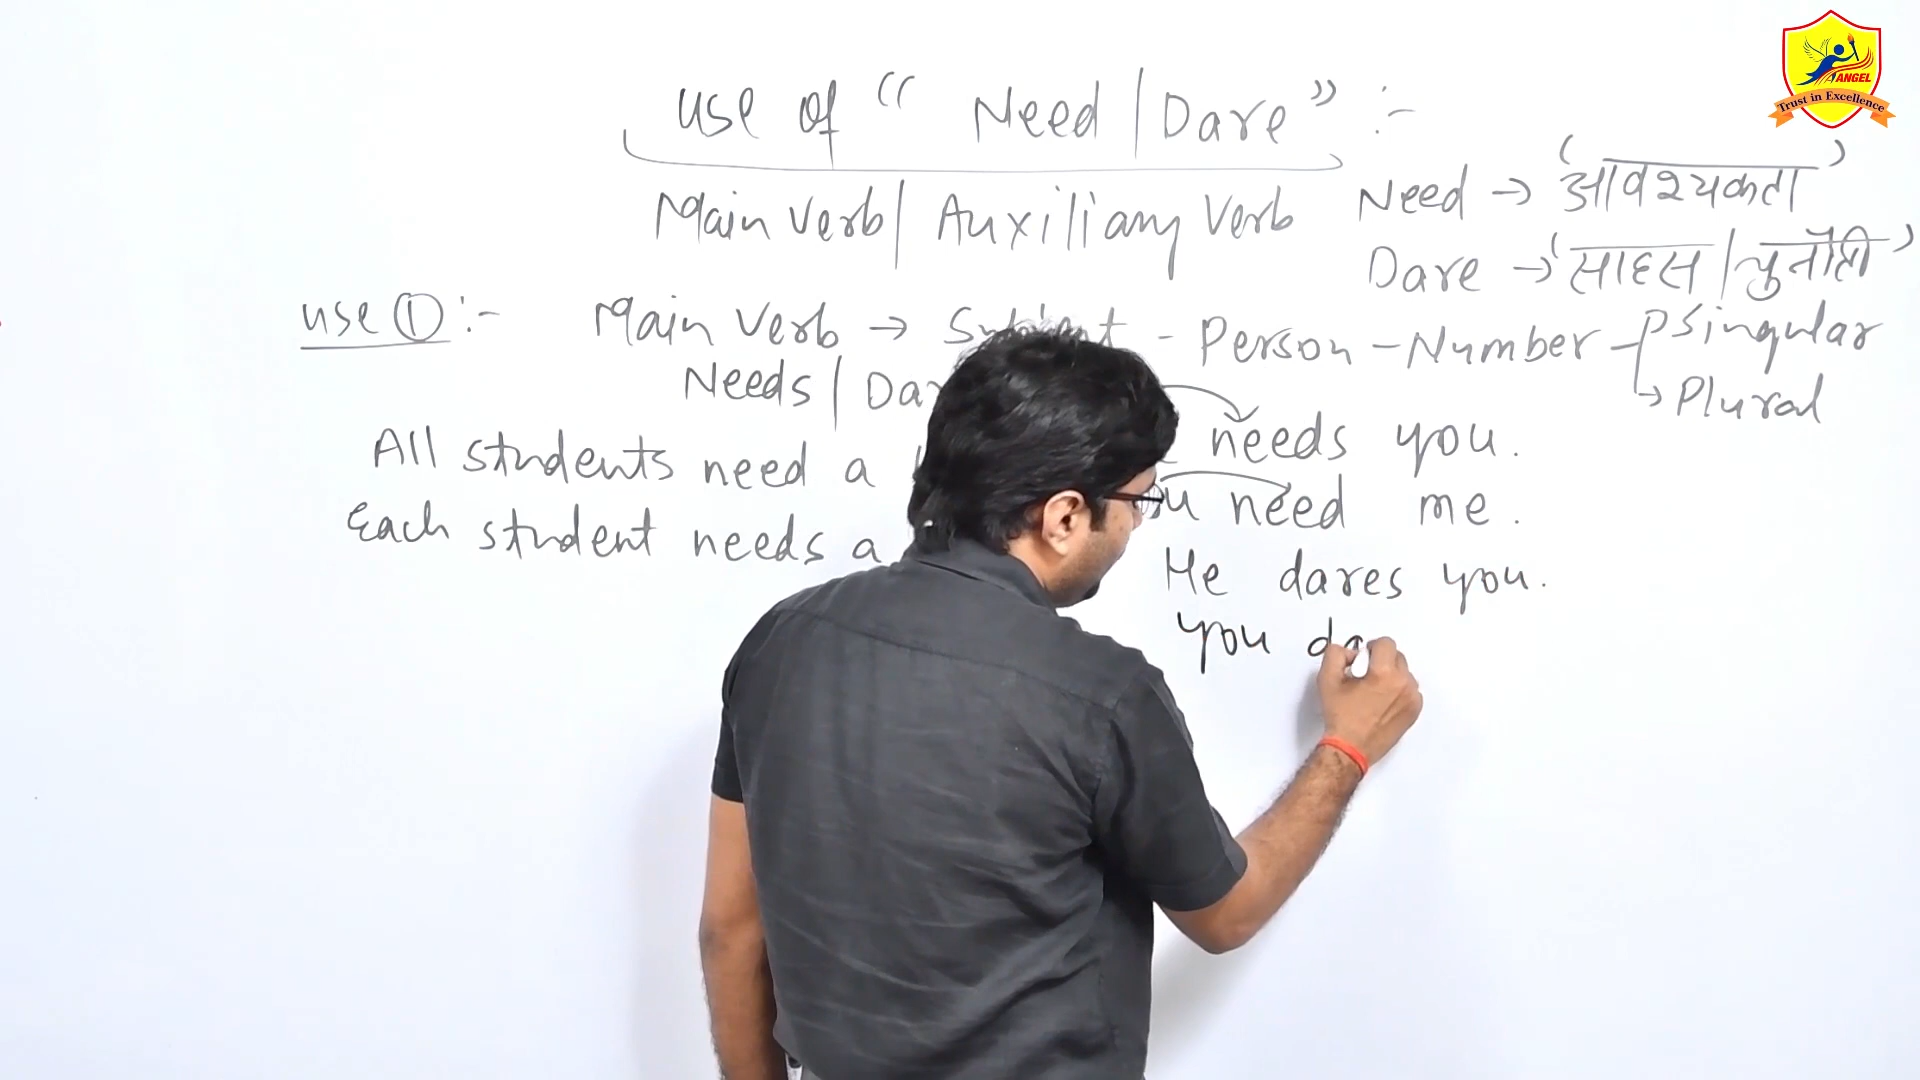 ANGEL
Trust in Excellence
use of “ Need | Dare ” :-
Main Verb | Auxiliary Verb
Need → (आवश्यकता)
Dare → (साहस | चुनौती)
use ① :- Main Verb → Subject - Person - Number - Singular
→ Plural
Needs |
needs you.
All students need a
need me.
Each student needs a
He dares you.
you da